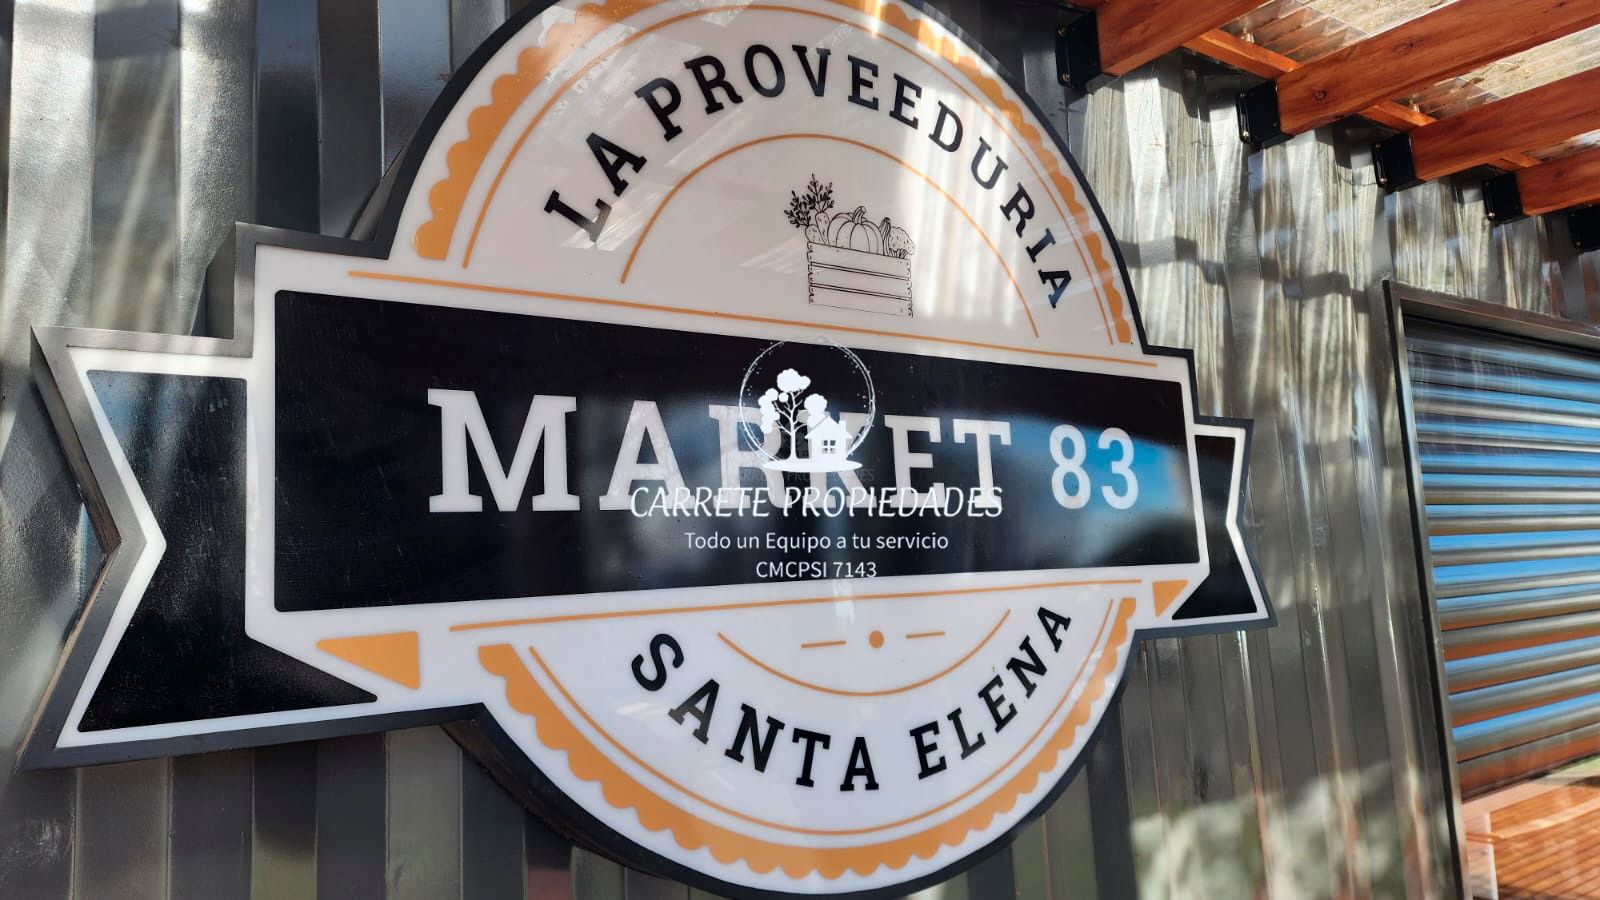 LA PROVEEDURIA
MARKET 83
CARRETE PROPIEDADES
Todo un Equipo a tu servicio
CMCPSI 7143
SANTA ELENA